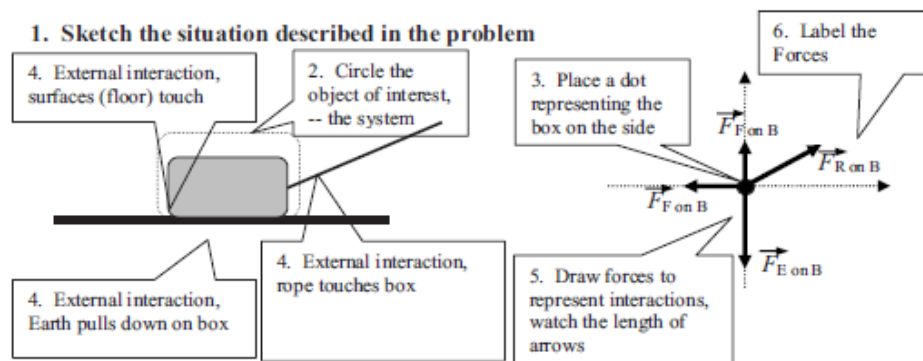 1. Sketch the situation described in the problem
4. External interaction,
surfaces (floor) touch
2. Circle the
object of interest,
-- the system
4. External interaction,
Earth pulls down on box
4. External interaction,
rope touches box
3. Place a dot
representing the
box on the side
6. Label the
Forces
F F on B
F R on B
F F on B
F E on B
5. Draw forces to
represent interactions,
watch the length of
arrows